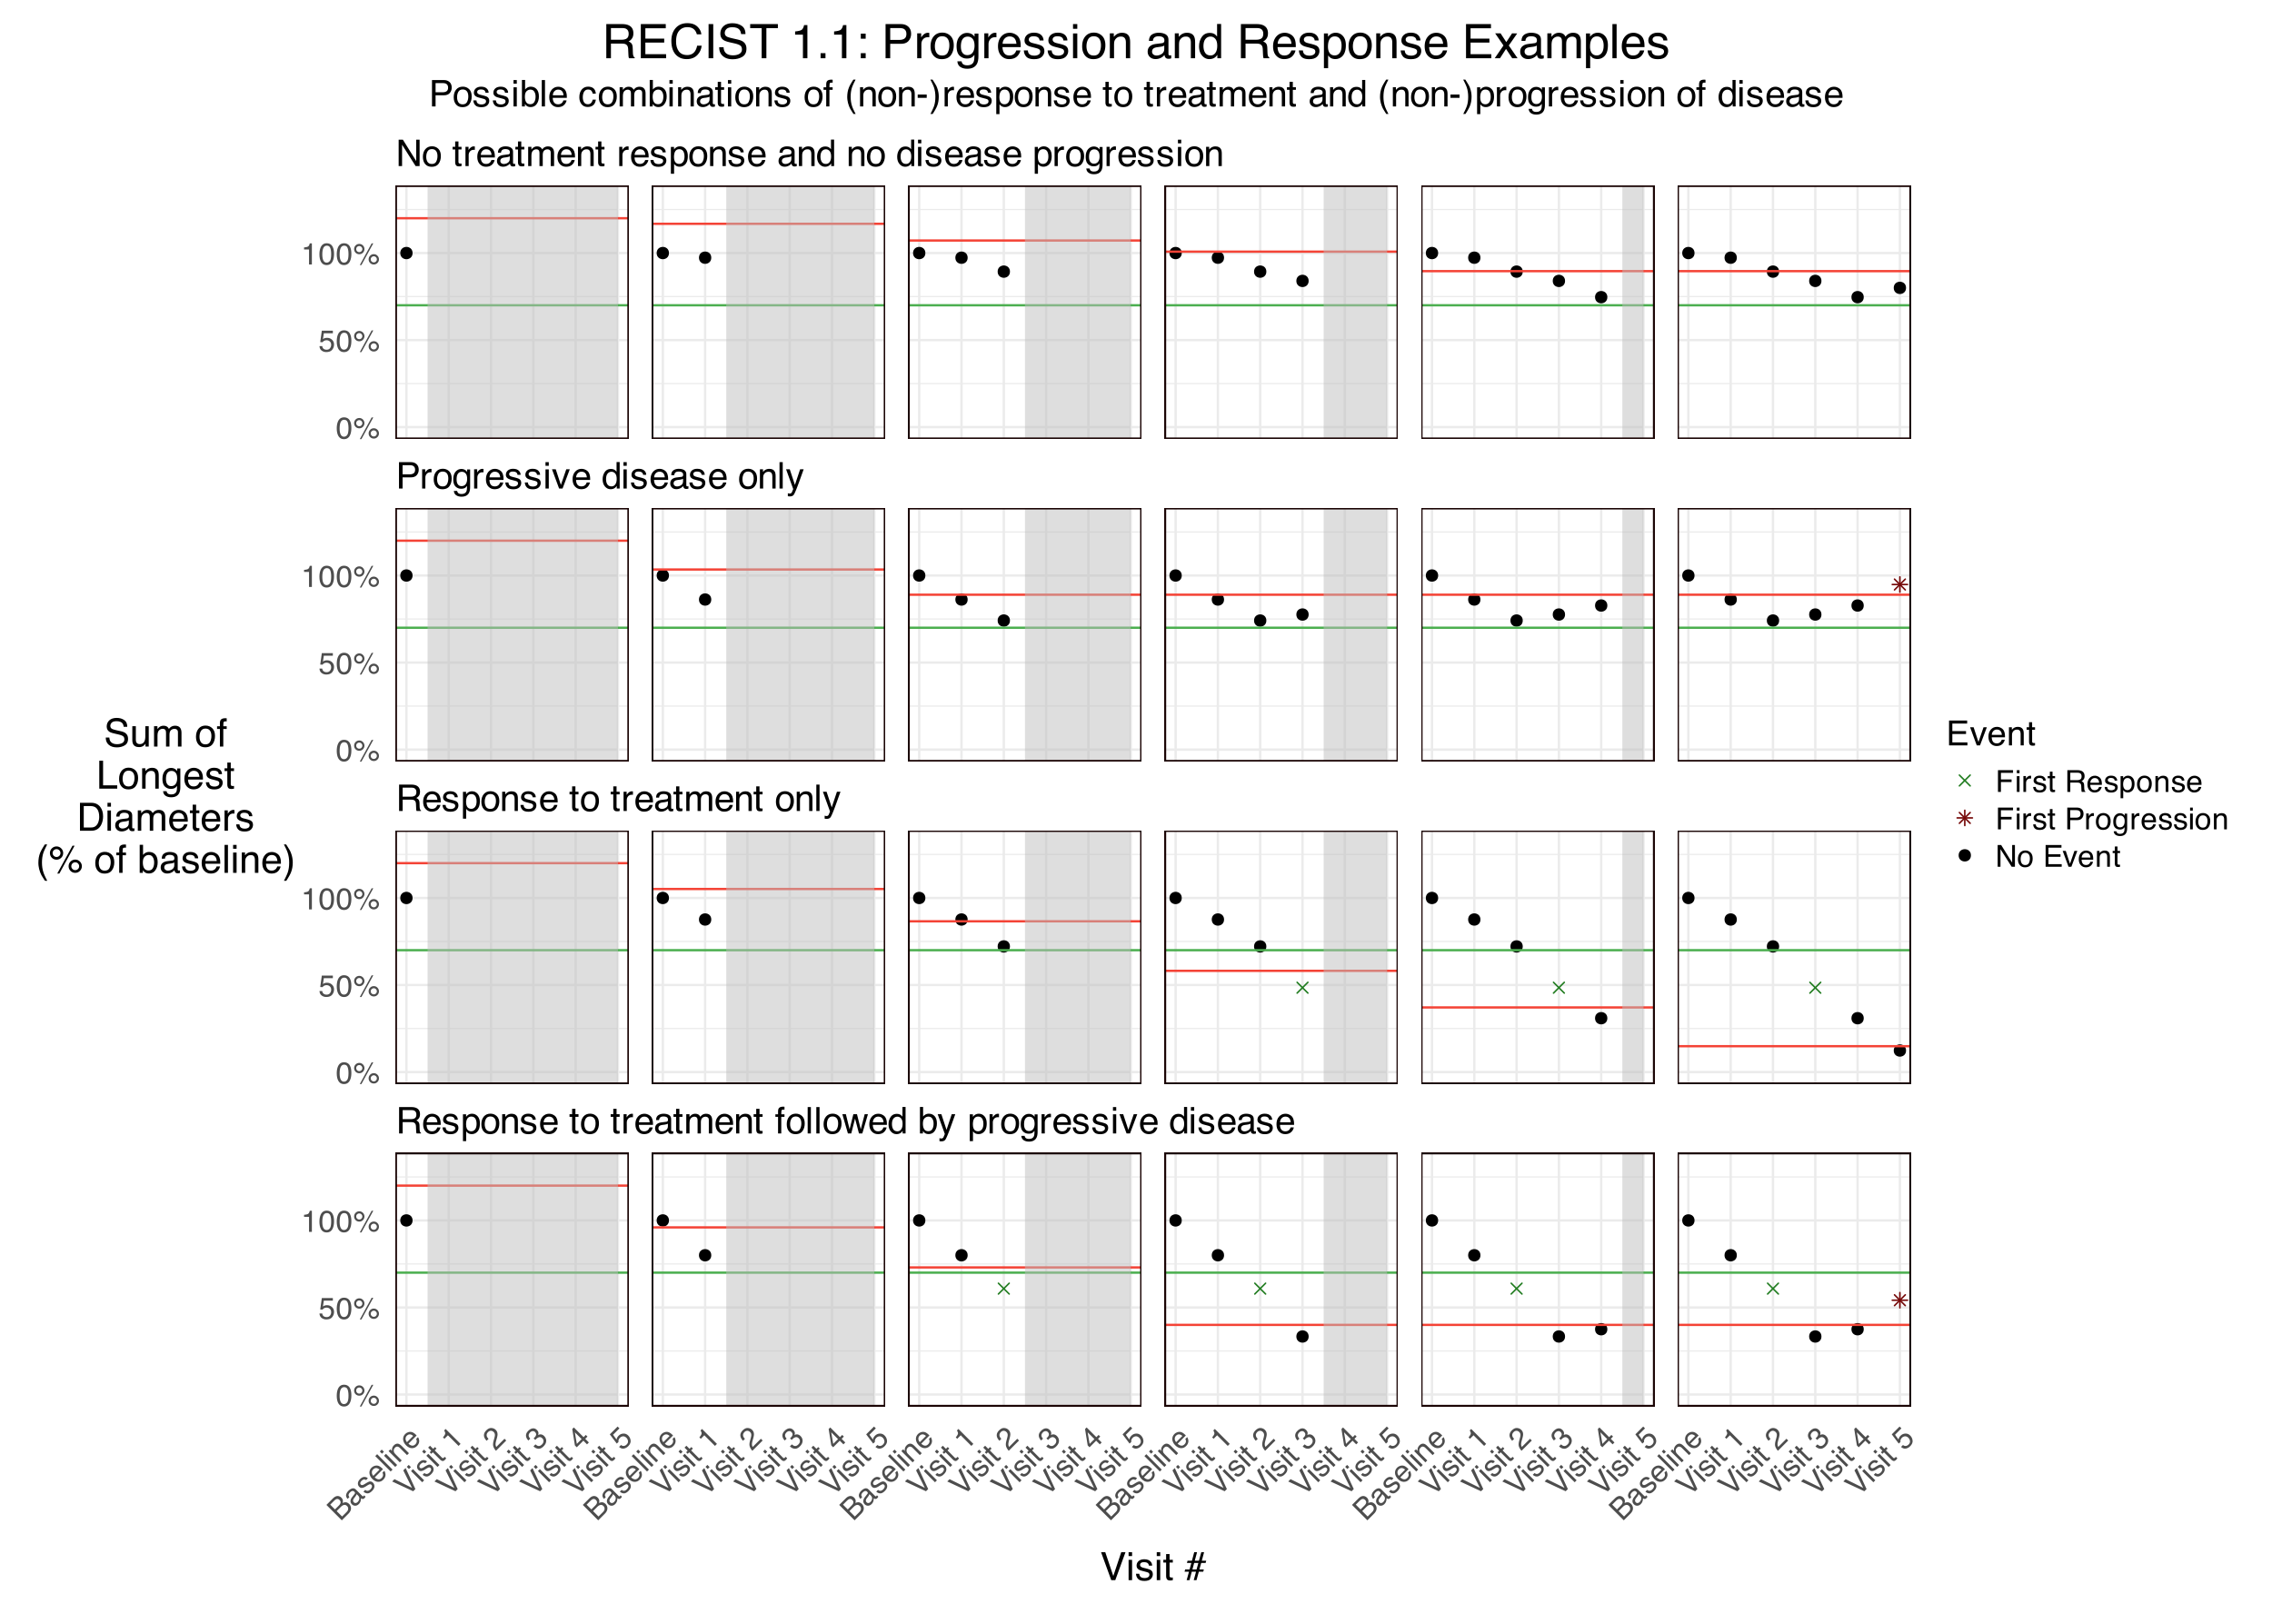 RECIST 1.1: Progression and Response Examples
Possible combinations of (non-)response to treatment and (non-)progression of disease
No treatment response and no disease progression
100%
50%
0%
Progressive disease only
100%
50%
0%
Sum of
Longest
Diameters
(% of baseline)
Event
First Response
First Progression
No Event
Response to treatment only
100%
50%
0%
Response to treatment followed by progressive disease
100%
50%
0%
Baseline Visit 1 Visit 2 Visit 3 Visit 4 Visit 5 Baseline Visit 1 Visit 2 Visit 3 Visit 4 Visit 5 Baseline Visit 1 Visit 2 Visit 3 Visit 4 Visit 5 Baseline Visit 1 Visit 2 Visit 3 Visit 4 Visit 5 Baseline Visit 1 Visit 2 Visit 3 Visit 4 Visit 5 Baseline Visit 1 Visit 2 Visit 3 Visit 4 Visit 5
Visit #